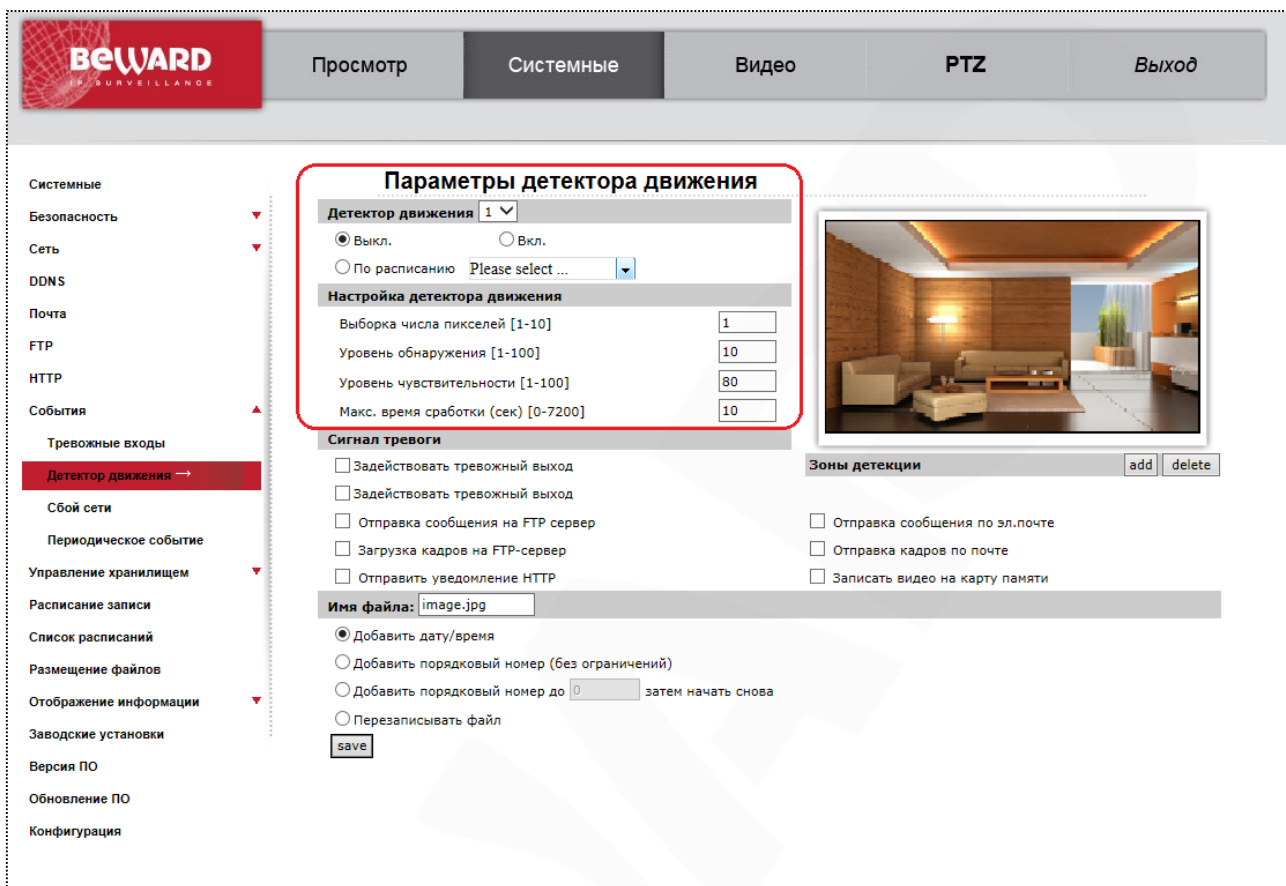 BEWARD
IP SURVEILLANCE
Просмотр
Системные
Видео
PTZ
Выход
Системные
Безопасность
Сеть
DDNS
Почта
FTP
HTTP
События
Тревожные входы
Детектор движения →
Сбой сети
Периодическое событие
Управление хранилищем
Расписание записи
Список расписаний
Размещение файлов
Отображение информации
Заводские установки
Версия ПО
Обновление ПО
Конфигурация
Параметры детектора движения
Детектор движения 1
Выкл. Вкл.
По расписанию Please select ...
Настройка детектора движения
Выборка числа пикселей [1-10] 1
Уровень обнаружения [1-100] 10
Уровень чувствительности [1-100] 80
Макс. время сработки (сек) [0-7200] 10
Сигнал тревоги
Зоны детекции add delete
Задействовать тревожный выход
Задействовать тревожный выход
Отправка сообщения на FTP сервер Отправка сообщения по эл.почте
Загрузка кадров на FTP-сервер Отправка кадров по почте
Отправить уведомление HTTP Записать видео на карту памяти
Имя файла: image.jpg
Добавить дату/время
Добавить порядковый номер (без ограничений)
Добавить порядковый номер до 0 затем начать снова
Перезаписывать файл
save